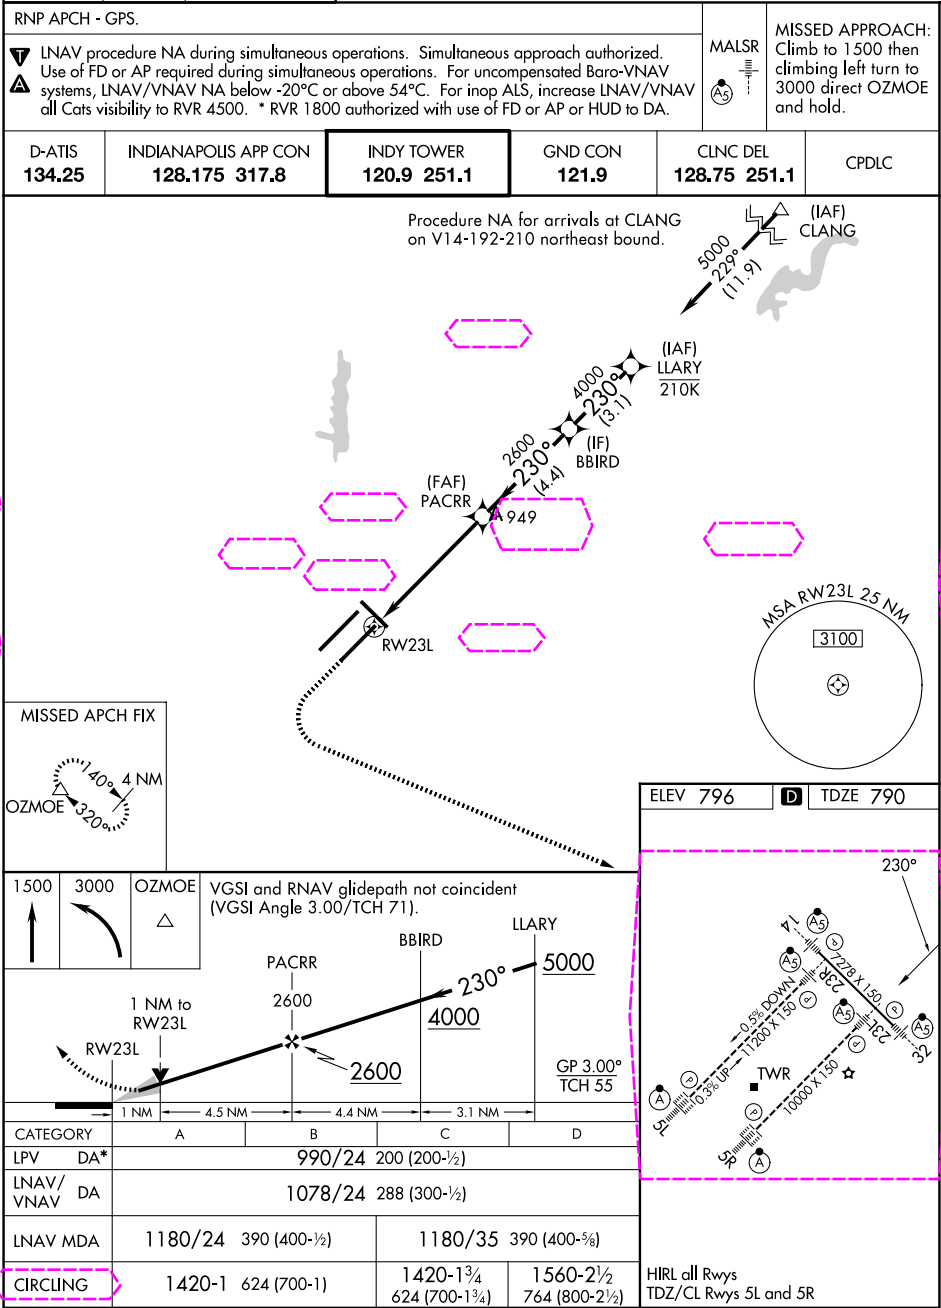 RNP APCH - GPS.
T LNAV procedure NA during simultaneous operations. Simultaneous approach authorized.
A Use of FD or AP required during simultaneous operations. For uncompensated Baro-VNAV
systems, LNAV/VNAV NA below -20°C or above 54°C. For inop ALS, increase LNAV/VNAV
all Cats visibility to RVR 4500. * RVR 1800 authorized with use of FD or AP or HUD to DA.
MALSR
A5
MISSED APPROACH:
Climb to 1500 then
climbing left turn to
3000 direct OZMOE
and hold.
D-ATIS
134.25
INDIANAPOLIS APP CON
128.175 317.8
INDY TOWER
120.9 251.1
GND CON
121.9
CLNC DEL
128.75 251.1
CPDLC
Procedure NA for arrivals at CLANG
on V14-192-210 northeast bound.
(IAF)
CLANG
5000
229°
(11.9)
(IAF)
LLARY
210K
4000
230°
(3.1)
(IF)
BBIRD
2600
230°
(4.4)
(FAF)
PACRR
949
RW23L
MSA RW23L 25 NM
3100
MISSED APCH FIX
140°
4 NM
OZMOE
320°
ELEV 796
D
TDZE 790
230°
14
A5
P
A5
23R
7278 X 150
P
A5
23L
A5
32
0.5% DOWN
P
0.3% UP
11200 X 150
P
TWR
10000 X 150
P
A
5L
P
5R
A
HIRL all Rwys
TDZ/CL Rwys 5L and 5R
1500
3000
OZMOE
VGSI and RNAV glidepath not coincident
(VGSI Angle 3.00/TCH 71).
LLARY
BBIRD
5000
PACRR
230°
2600
4000
1 NM to
RW23L
RW23L
2600
GP 3.00°
TCH 55
1 NM
4.5 NM
4.4 NM
3.1 NM
CATEGORY A B C D
LPV DA* 990/24 200 (200-½)
LNAV/
VNAV DA 1078/24 288 (300-½)
LNAV MDA 1180/24 390 (400-½) 1180/35 390 (400-⅝)
CIRCLING 1420-1 624 (700-1)
1420-1¾
624 (700-1¾)
1560-2½
764 (800-2½)